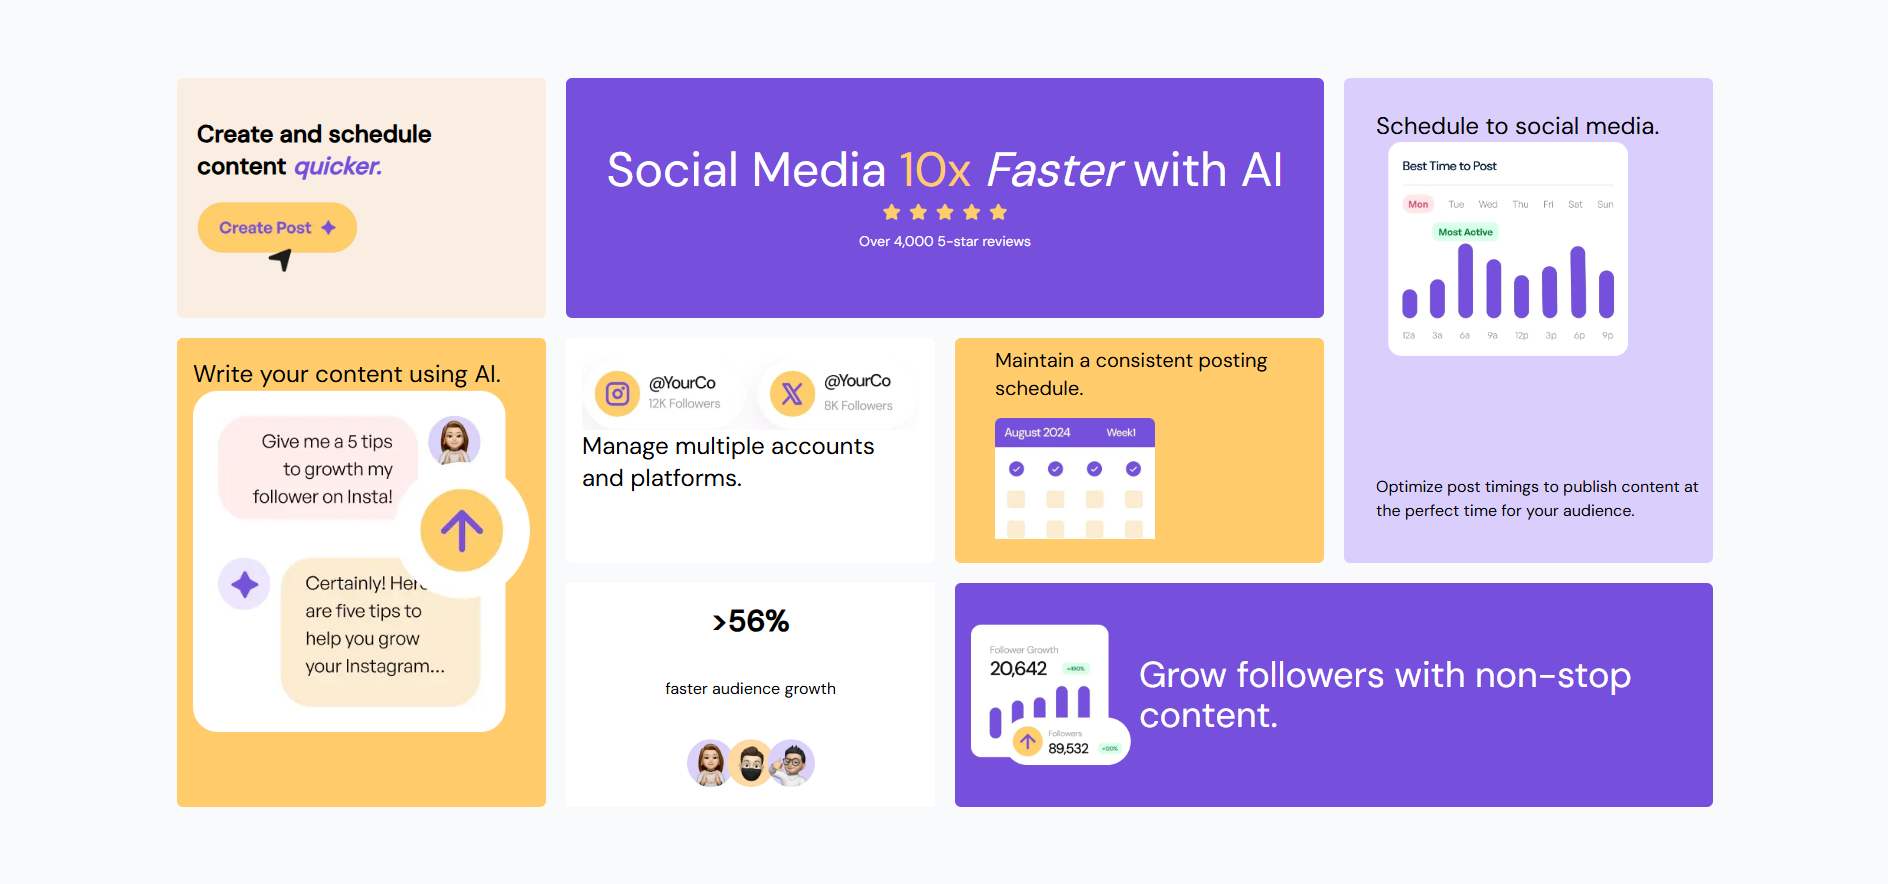 Create and schedule
content quicker.
Create Post
Social Media 10x Faster with AI
Over 4,000 5-star reviews
Schedule to social media.
Best Time to Post
Mon Tue Wed Thu Fri Sat Sun
Most Active
12a 3a 6a 9a 12p 3p 6p 9p
Optimize post timings to publish content at
the perfect time for your audience.
Write your content using AI.
Give me a 5 tips
to growth my
follower on Insta!
Certainly! Here
are five tips to
help you grow
your Instagram...
@YourCo
12K Followers
@YourCo
8K Followers
Manage multiple accounts
and platforms.
Maintain a consistent posting
schedule.
August 2024 Week1
>56%
faster audience growth
Follower Growth
20,642 +490%
Followers
89,532 +120%
Grow followers with non-stop
content.